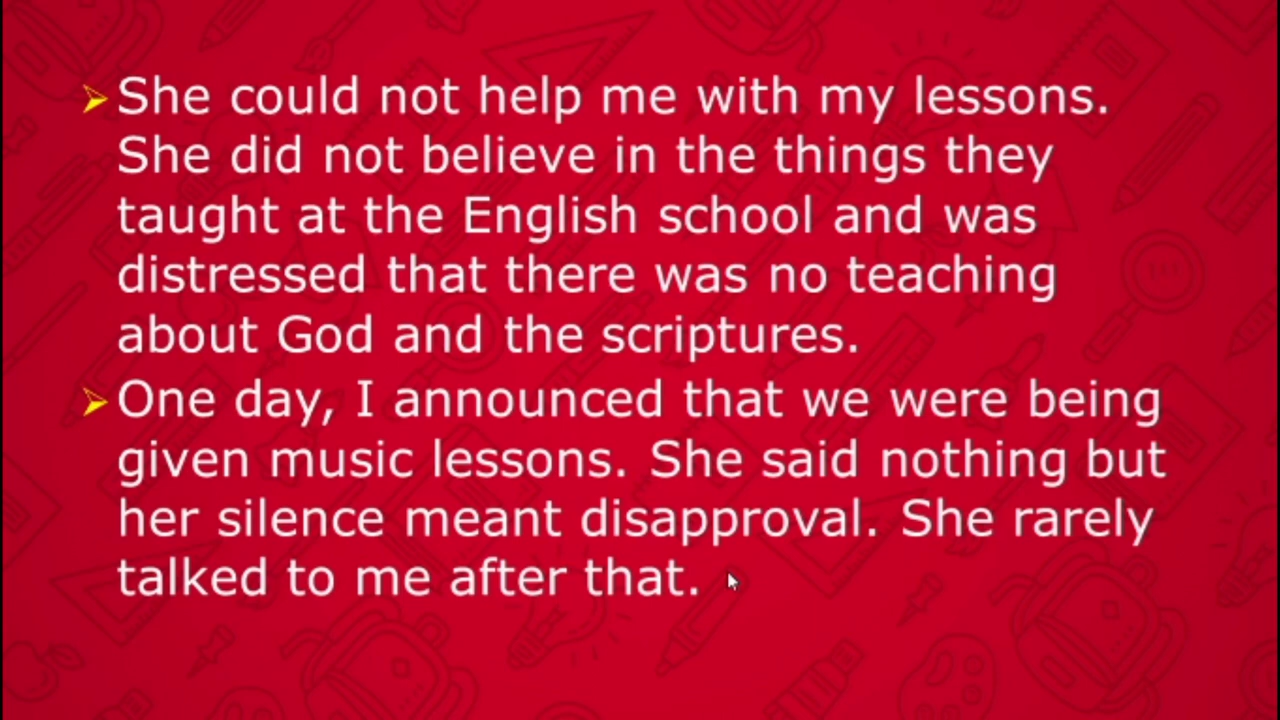 ➢ She could not help me with my lessons.
She did not believe in the things they
taught at the English school and was
distressed that there was no teaching
about God and the scriptures.
➢ One day, I announced that we were being
given music lessons. She said nothing but
her silence meant disapproval. She rarely
talked to me after that.